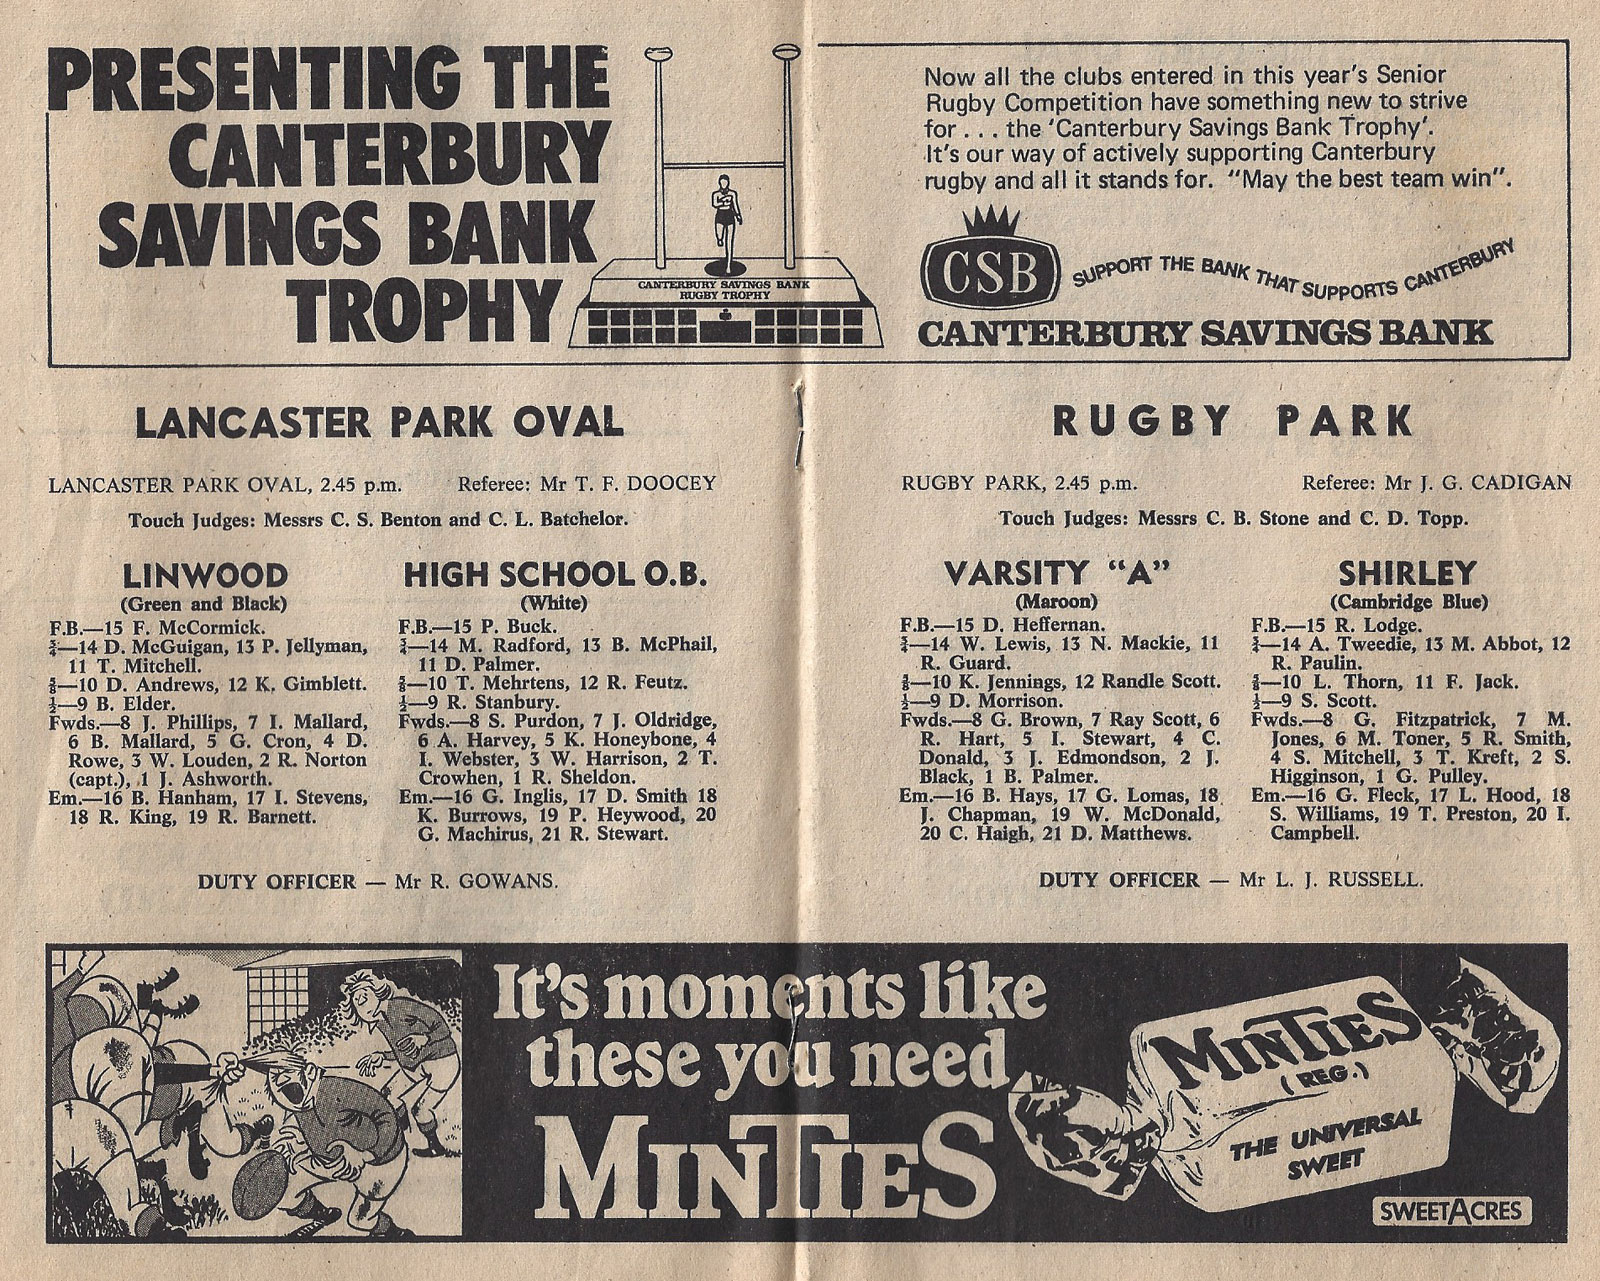 PRESENTING THE
CANTERBURY
SAVINGS BANK
TROPHY
CANTERBURY SAVINGS BANK
RUGBY TROPHY
Now all the clubs entered in this year's Senior
Rugby Competition have something new to strive
for . . . the 'Canterbury Savings Bank Trophy'.
It's our way of actively supporting Canterbury
rugby and all it stands for. "May the best team win".
CSB
SUPPORT THE BANK THAT SUPPORTS CANTERBURY
CANTERBURY SAVINGS BANK
LANCASTER PARK OVAL
LANCASTER PARK OVAL, 2.45 p.m. Referee: Mr T. F. DOOCEY
Touch Judges: Messrs C. S. Benton and C. L. Batchelor.
LINWOOD
(Green and Black)
F.B.—15 F. McCormick.
¾—14 D. McGuigan, 13 P. Jellyman,
11 T. Mitchell.
⅝—10 D. Andrews, 12 K. Gimblett.
½—9 B. Elder.
Fwds.—8 J. Phillips, 7 I. Mallard,
6 B. Mallard, 5 G. Cron, 4 D.
Rowe, 3 W. Louden, 2 R. Norton
(capt.), 1 J. Ashworth.
Em.—16 B. Hanham, 17 I. Stevens,
18 R. King, 19 R. Barnett.
HIGH SCHOOL O.B.
(White)
F.B.—15 P. Buck.
¾—14 M. Radford, 13 B. McPhail,
11 D. Palmer.
⅝—10 T. Mehrtens, 12 R. Feutz.
½—9 R. Stanbury.
Fwds.—8 S. Purdon, 7 J. Oldridge,
6 A. Harvey, 5 K. Honeybone, 4
I. Webster, 3 W. Harrison, 2 T.
Crowhen, 1 R. Sheldon.
Em.—16 G. Inglis, 17 D. Smith 18
K. Burrows, 19 P. Heywood, 20
G. Machirus, 21 R. Stewart.
DUTY OFFICER — Mr R. GOWANS.
RUGBY PARK
RUGBY PARK, 2.45 p.m. Referee: Mr J. G. CADIGAN
Touch Judges: Messrs C. B. Stone and C. D. Topp.
VARSITY "A"
(Maroon)
F.B.—15 D. Heffernan.
¾—14 W. Lewis, 13 N. Mackie, 11
R. Guard.
⅝—10 K. Jennings, 12 Randle Scott.
½—9 D. Morrison.
Fwds.—8 G. Brown, 7 Ray Scott, 6
R. Hart, 5 I. Stewart, 4 C.
Donald, 3 J. Edmondson, 2 J.
Black, 1 B. Palmer.
Em.—16 B. Hays, 17 G. Lomas, 18
J. Chapman, 19 W. McDonald,
20 C. Haigh, 21 D. Matthews.
SHIRLEY
(Cambridge Blue)
F.B.—15 R. Lodge.
¾—14 A. Tweedie, 13 M. Abbot, 12
R. Paulin.
⅝—10 L. Thorn, 11 F. Jack.
½—9 S. Scott.
Fwds.—8 G. Fitzpatrick, 7 M.
Jones, 6 M. Toner, 5 R. Smith,
4 S. Mitchell, 3 T. Kreft, 2 S.
Higginson, 1 G. Pulley.
Em.—16 G. Fleck, 17 L. Hood, 18
S. Williams, 19 T. Preston, 20 I.
Campbell.
DUTY OFFICER — Mr L. J. RUSSELL.
It's moments like
these you need
MINTIES
MINTIES
(REG.)
THE UNIVERSAL
SWEET
SWEETACRES